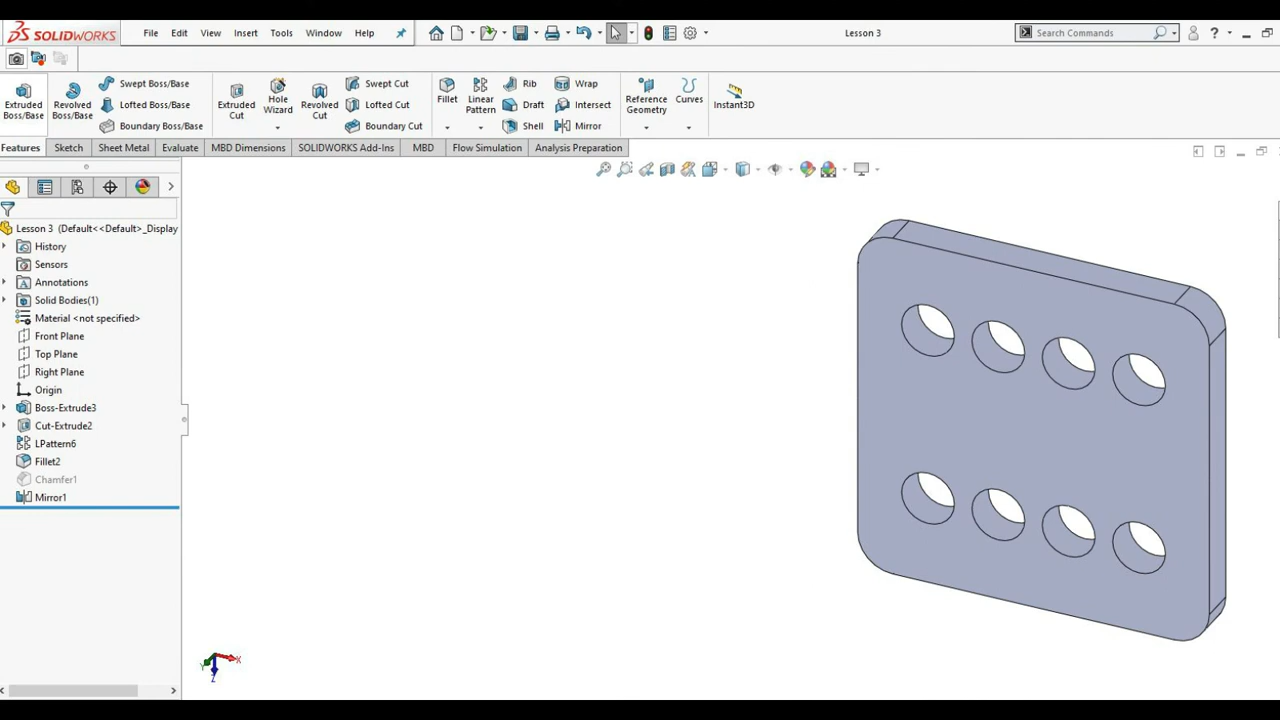 SOLIDWORKS File Edit View Insert Tools Window Help Lesson 3 Search Commands ?
Extruded Boss/Base
Revolved Boss/Base
Swept Boss/Base
Lofted Boss/Base
Boundary Boss/Base
Extruded Cut
Hole Wizard
Revolved Cut
Swept Cut
Lofted Cut
Boundary Cut
Fillet
Linear Pattern
Rib
Draft
Shell
Wrap
Intersect
Mirror
Reference Geometry
Curves
Instant3D
Features Sketch Sheet Metal Evaluate MBD Dimensions SOLIDWORKS Add-Ins MBD Flow Simulation Analysis Preparation
Lesson 3 (Default<<Default>_Display
History
Sensors
Annotations
Solid Bodies(1)
Material <not specified>
Front Plane
Top Plane
Right Plane
Origin
Boss-Extrude3
Cut-Extrude2
LPattern6
Fillet2
Chamfer1
Mirror1
Y X
Z